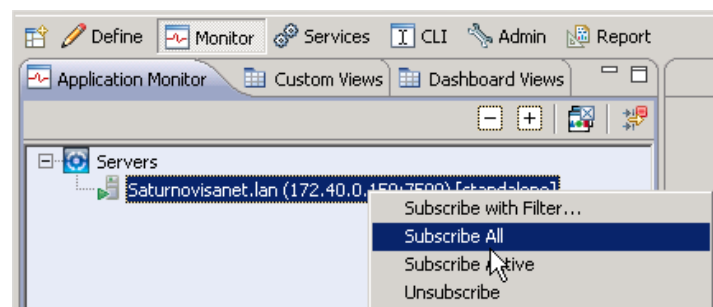 Define Monitor Services CLI Admin Report
Application Monitor Custom Views Dashboard Views
Servers
Saturnovisanet.lan (172.40.0.150:7500) [standalone]
Subscribe with Filter...
Subscribe All
Subscribe Active
Unsubscribe